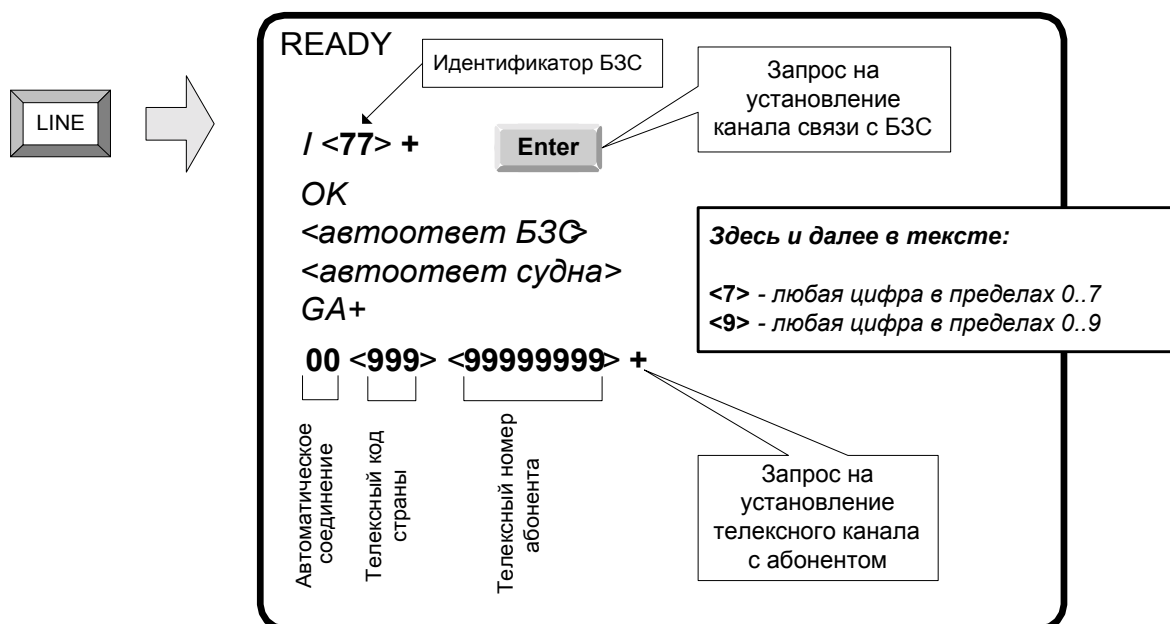 LINE
READY
Идентификатор БЗС
/ <77> +
Enter
Запрос на
установление
канала связи с БЗС
OK
<автоответ БЗС>
<автоответ судна>
GA+
Здесь и далее в тексте:
<7> - любая цифра в пределах 0..7
<9> - любая цифра в пределах 0..9
00 <999> <99999999> +
Автоматическое
соединение
Телексный код
страны
Телексный номер
абонента
Запрос на
установление
телексного канала
с абонентом